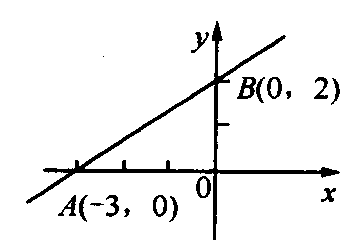 y
B(0, 2)
0
x
A(-3, 0)